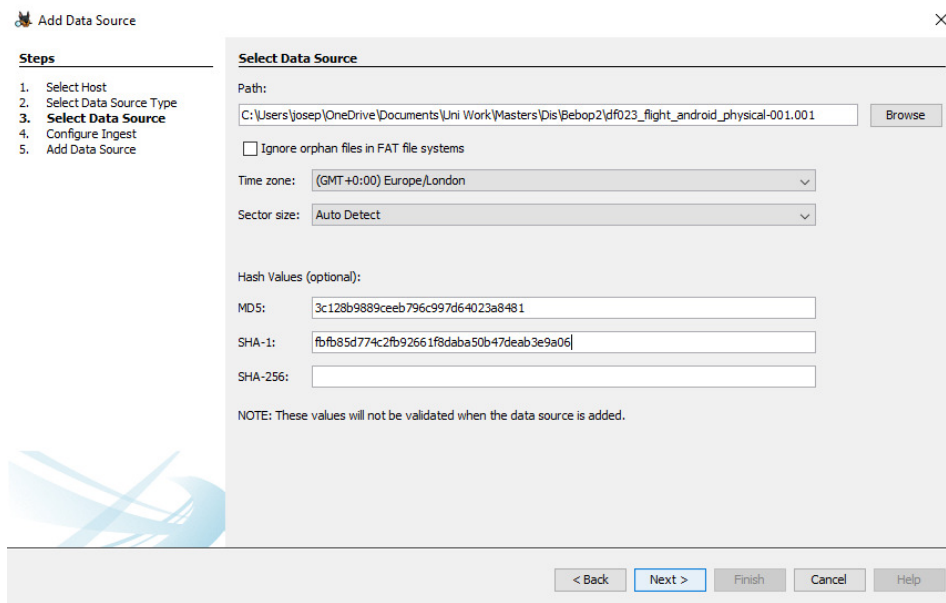 Add Data Source
Steps
1. Select Host
2. Select Data Source Type
3. Select Data Source
4. Configure Ingest
5. Add Data Source
Select Data Source
Path:
C:\Users\josep\OneDrive\Documents\Uni Work\Masters\Dis\Bebop2\df023_flight_android_physical-001.001
Browse
Ignore orphan files in FAT file systems
Time zone: (GMT+0:00) Europe/London
Sector size: Auto Detect
Hash Values (optional):
MD5: 3c128b9889ceeb796c997d64023a8481
SHA-1: fbfb85d774c2fb92661f8daba50b47deab3e9a06
SHA-256:
NOTE: These values will not be validated when the data source is added.
< Back Next > Finish Cancel Help